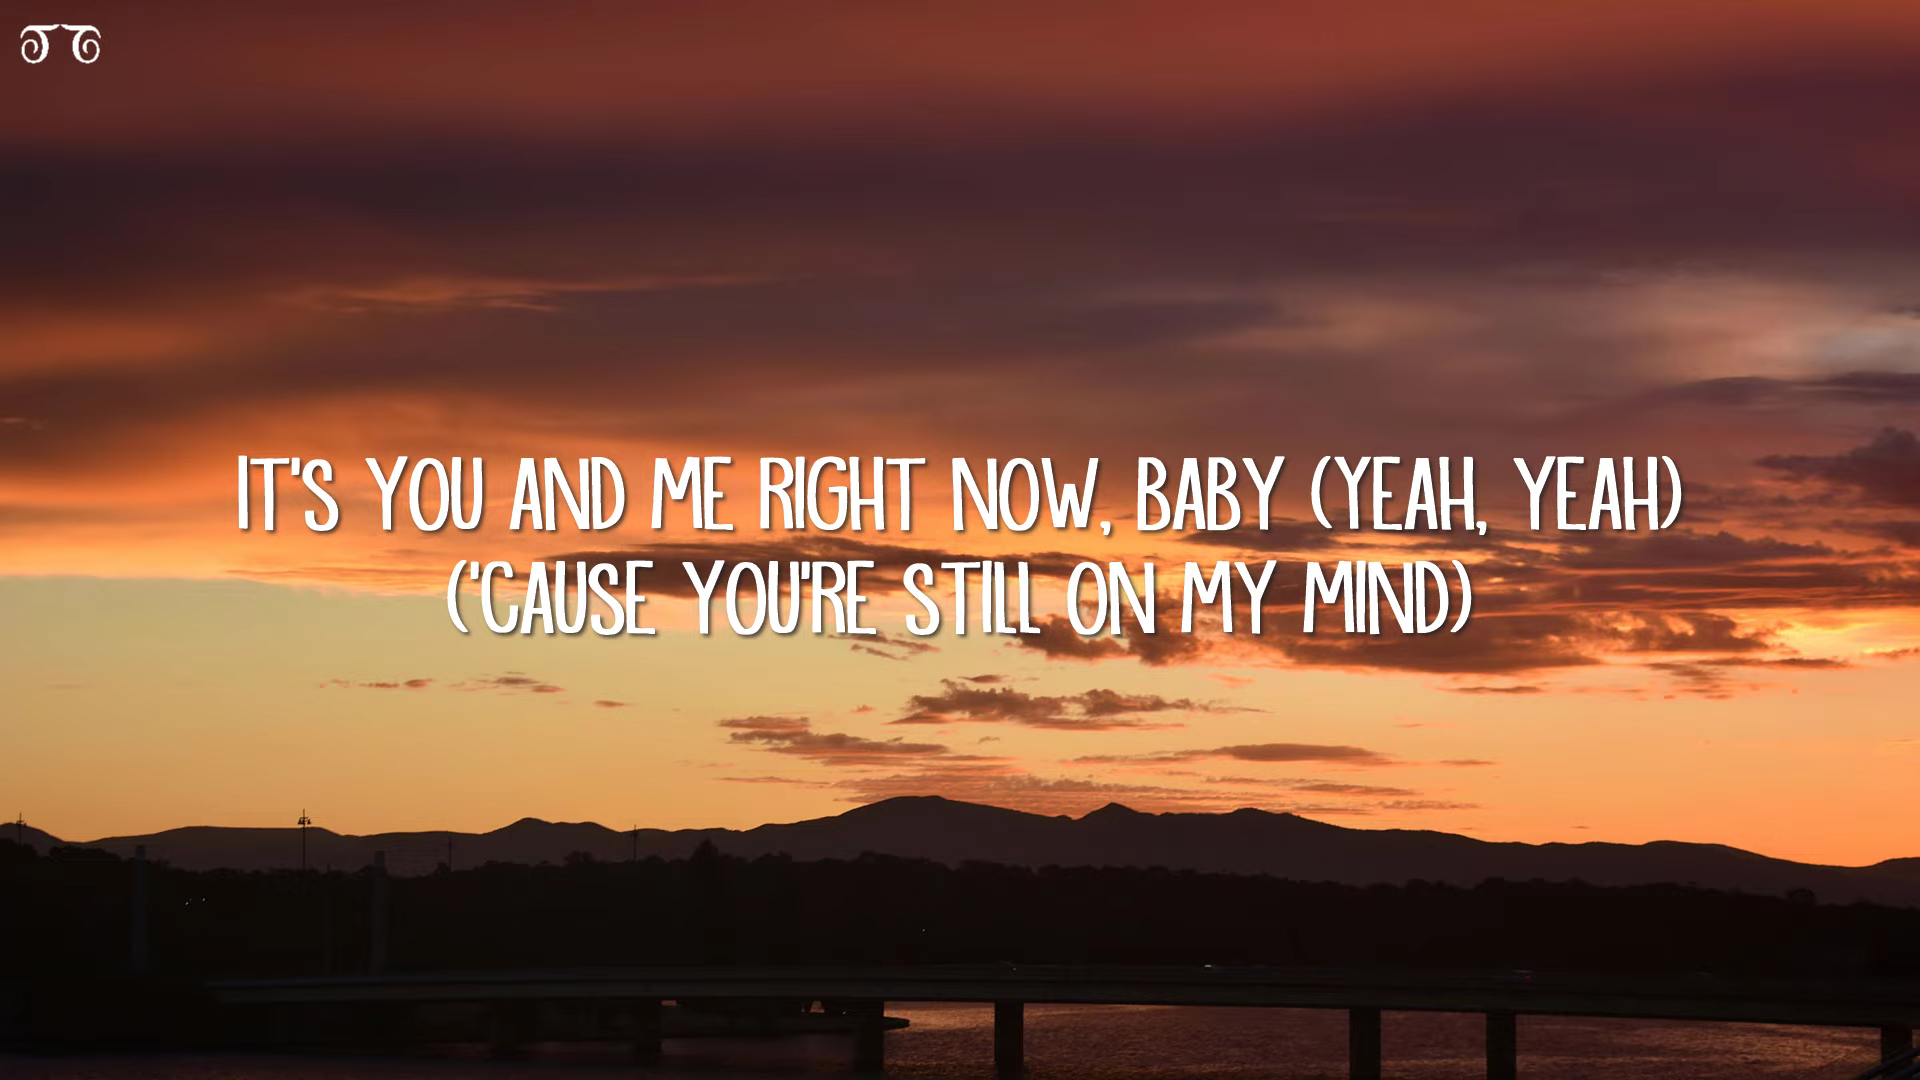 IT'S YOU AND ME RIGHT NOW, BABY (YEAH, YEAH)
('CAUSE YOU'RE STILL ON MY MIND)